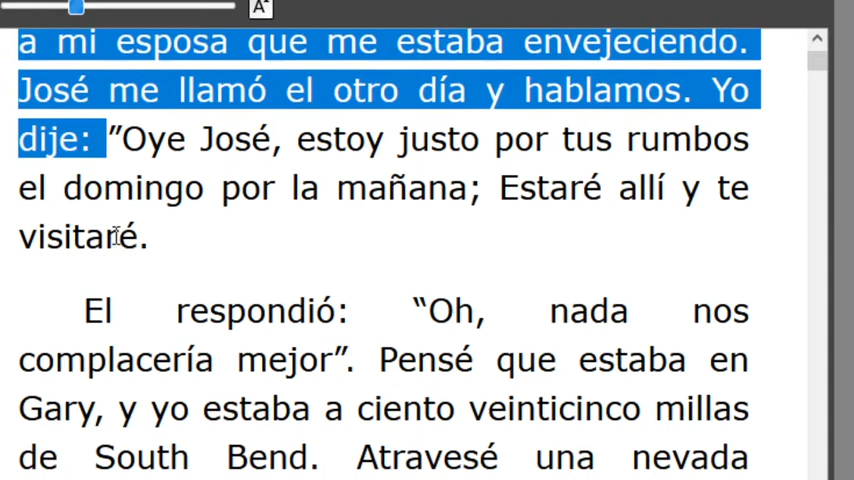 A
a mi esposa que me estaba envejeciendo.
José me llamó el otro día y hablamos. Yo
dije: ”Oye José, estoy justo por tus rumbos
el domingo por la mañana; Estaré allí y te
visitaré.
El respondió: “Oh, nada nos
complacería mejor”. Pensé que estaba en
Gary, y yo estaba a ciento veinticinco millas
de South Bend. Atravesé una nevada